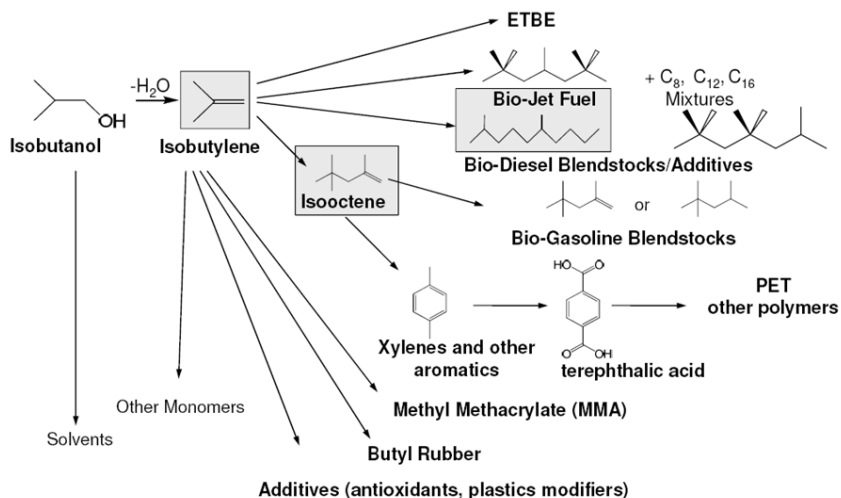 ETBE
-H₂O
OH
Isobutanol
Isobutylene
Bio-Jet Fuel
+ C₈, C₁₂, C₁₆
Mixtures
Bio-Diesel Blendstocks/Additives
Isooctene
or
Bio-Gasoline Blendstocks
HO
O
O
OH
Xylenes and other
aromatics
terephthalic acid
PET
other polymers
Methyl Methacrylate (MMA)
Other Monomers
Solvents
Butyl Rubber
Additives (antioxidants, plastics modifiers)